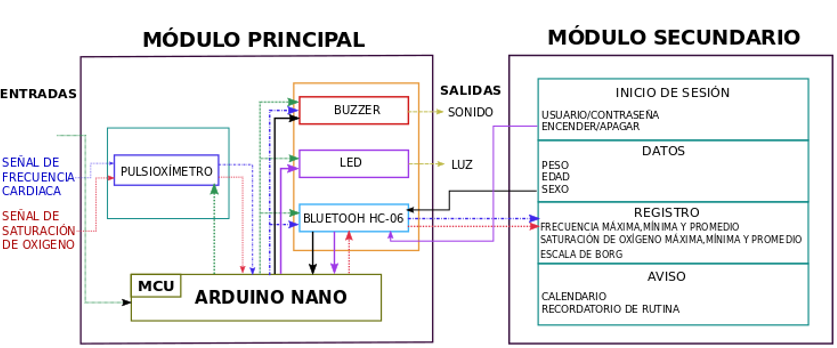 MÓDULO PRINCIPAL
MÓDULO SECUNDARIO
ENTRADAS
SEÑAL DE
FRECUENCIA
CARDIACA
SEÑAL DE
SATURACIÓN
DE OXIGENO
PULSIOXÍMETRO
BUZZER
LED
BLUETOOH HC-06
MCU
ARDUINO NANO
SALIDAS
SONIDO
LUZ
INICIO DE SESIÓN
USUARIO/CONTRASEÑA
ENCENDER/APAGAR
DATOS
PESO
EDAD
SEXO
REGISTRO
FRECUENCIA MÁXIMA,MÍNIMA Y PROMEDIO
SATURACIÓN DE OXÍGENO MÁXIMA,MÍNIMA Y PROMEDIO
ESCALA DE BORG
AVISO
CALENDARIO
RECORDATORIO DE RUTINA